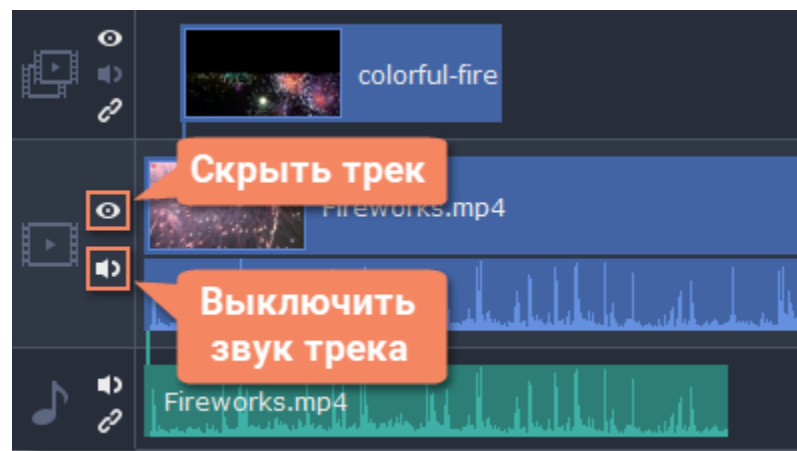 colorful-fire
Скрыть трек
Fireworks.mp4
Выключить
звук трека
Fireworks.mp4